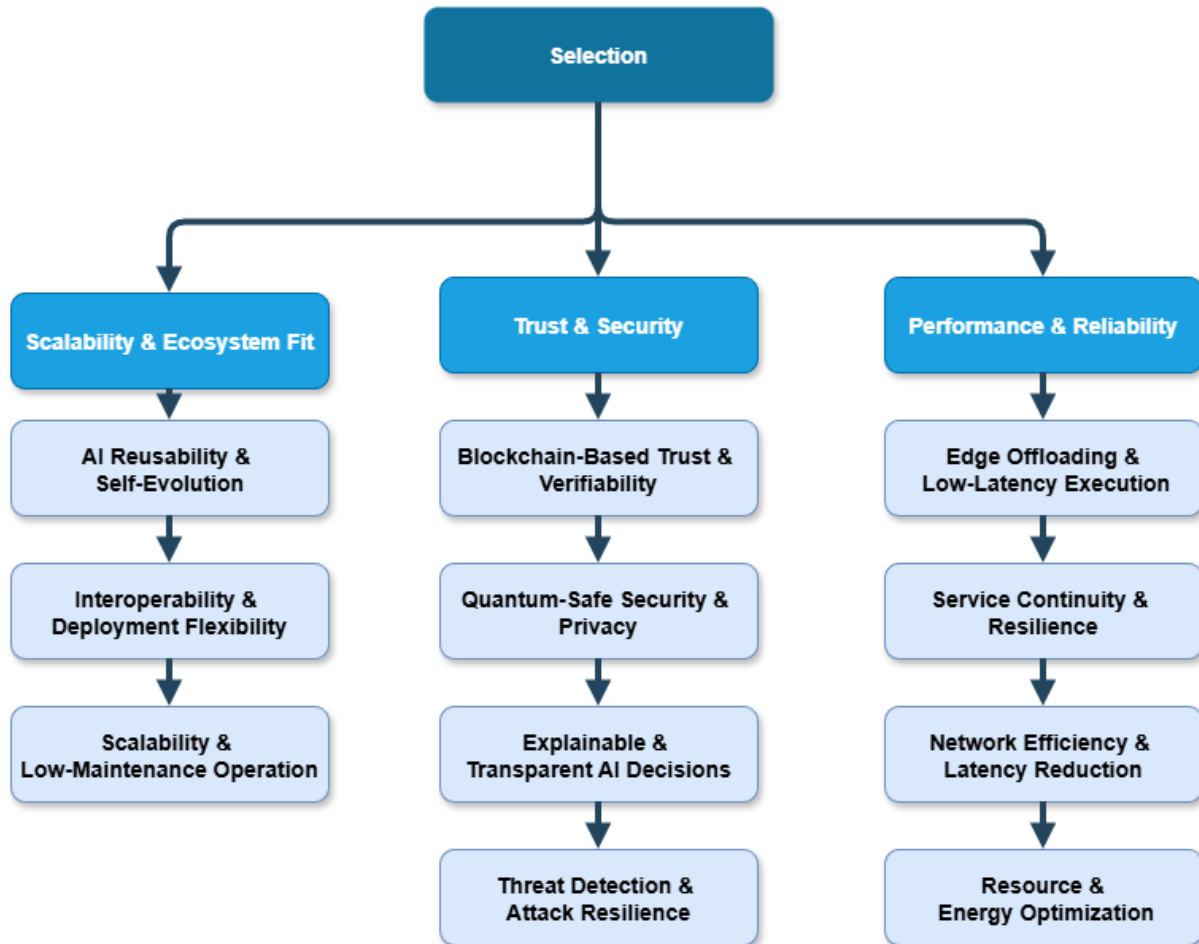 Selection
Scalability & Ecosystem Fit
AI Reusability &
Self-Evolution
Interoperability &
Deployment Flexibility
Scalability &
Low-Maintenance Operation
Trust & Security
Blockchain-Based Trust &
Verifiability
Quantum-Safe Security &
Privacy
Explainable &
Transparent AI Decisions
Threat Detection &
Attack Resilience
Performance & Reliability
Edge Offloading &
Low-Latency Execution
Service Continuity &
Resilience
Network Efficiency &
Latency Reduction
Resource &
Energy Optimization